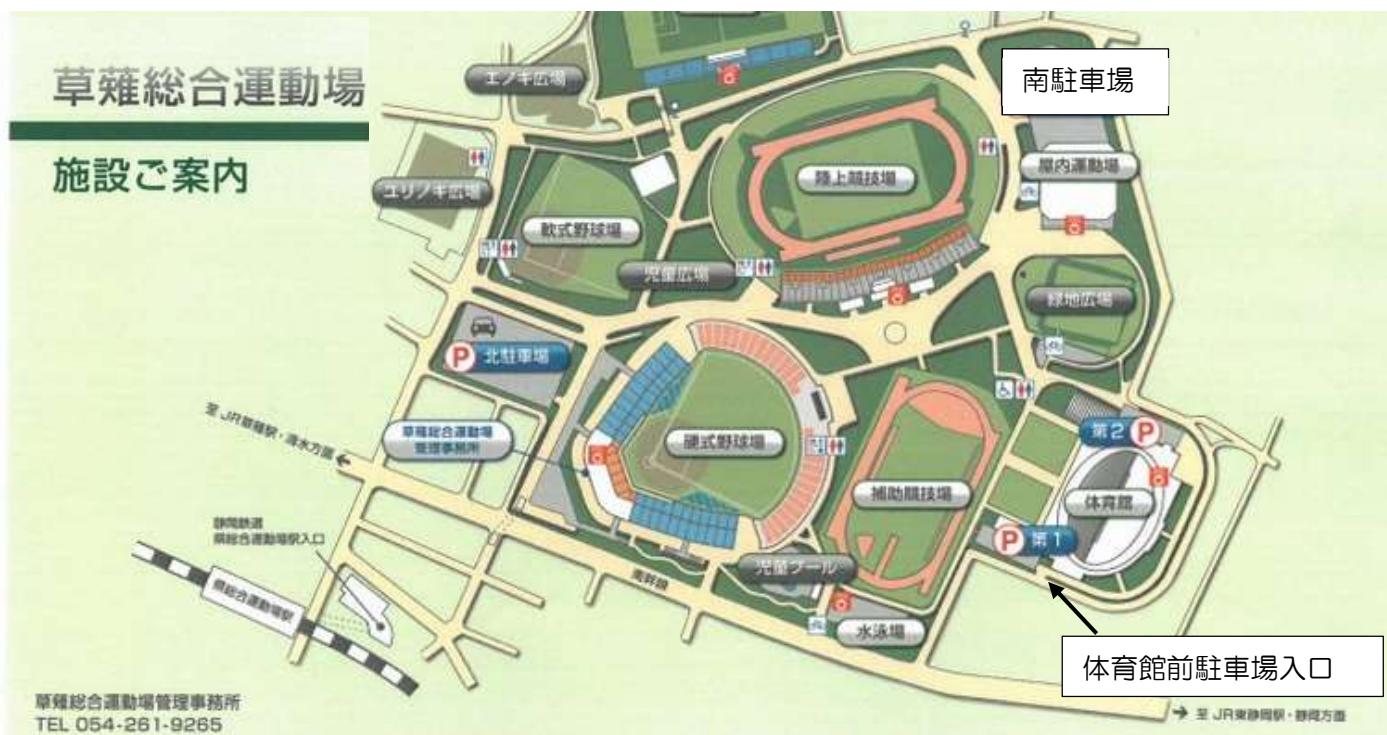 草薙総合運動場
施設ご案内
エノキ広場
南駐車場
ユリノキ広場
陸上競技場
屋内運動場
軟式野球場
児童広場
緑地広場
P 北駐車場
至 JR草薙駅・清水方面
草薙総合運動場
管理事務所
硬式野球場
第2 P
補助競技場
体育館
静岡鉄道
県総合運動場駅入口
P 第1
南幹線
児童プール
県総合運動場駅
水泳場
体育館前駐車場入口
草薙総合運動場管理事務所
TEL 054-261-9265
至 JR東静岡駅・静岡方面